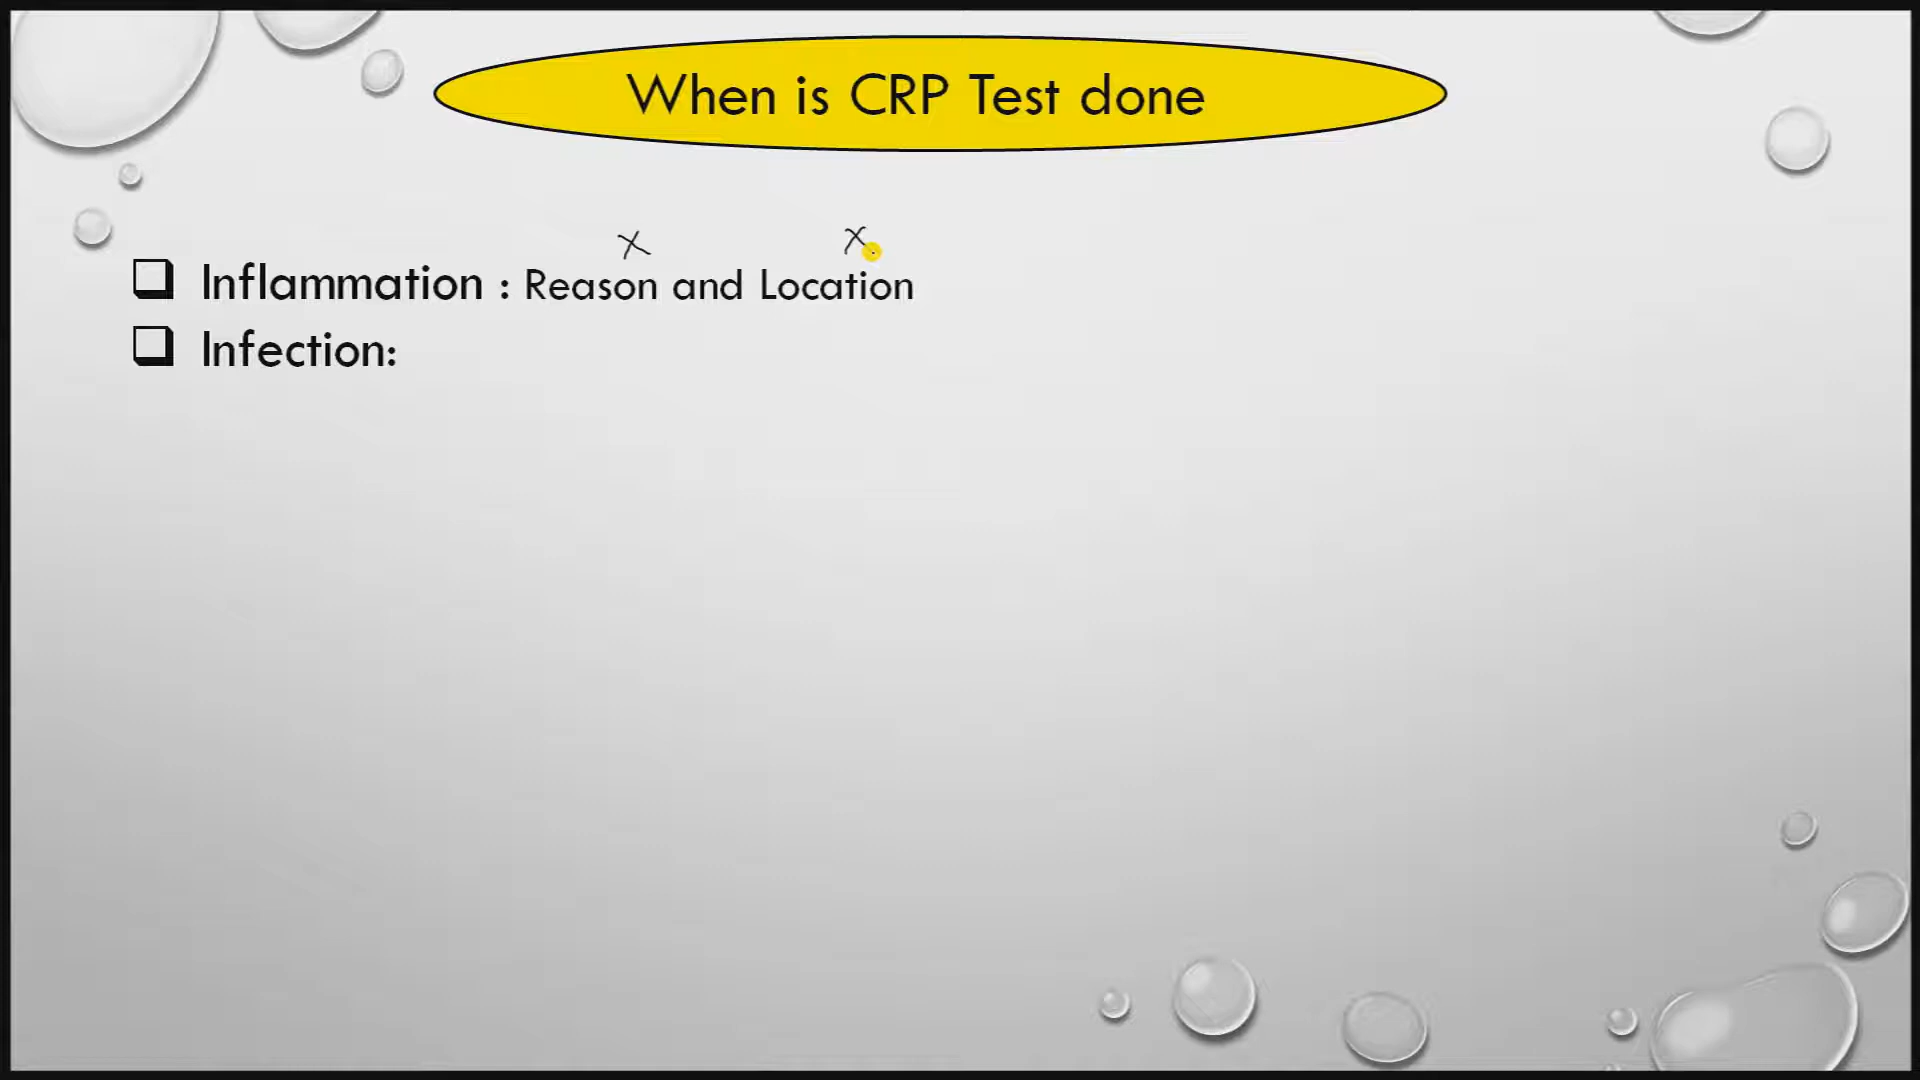 When is CRP Test done
x x
❑ Inflammation : Reason and Location
❑ Infection: